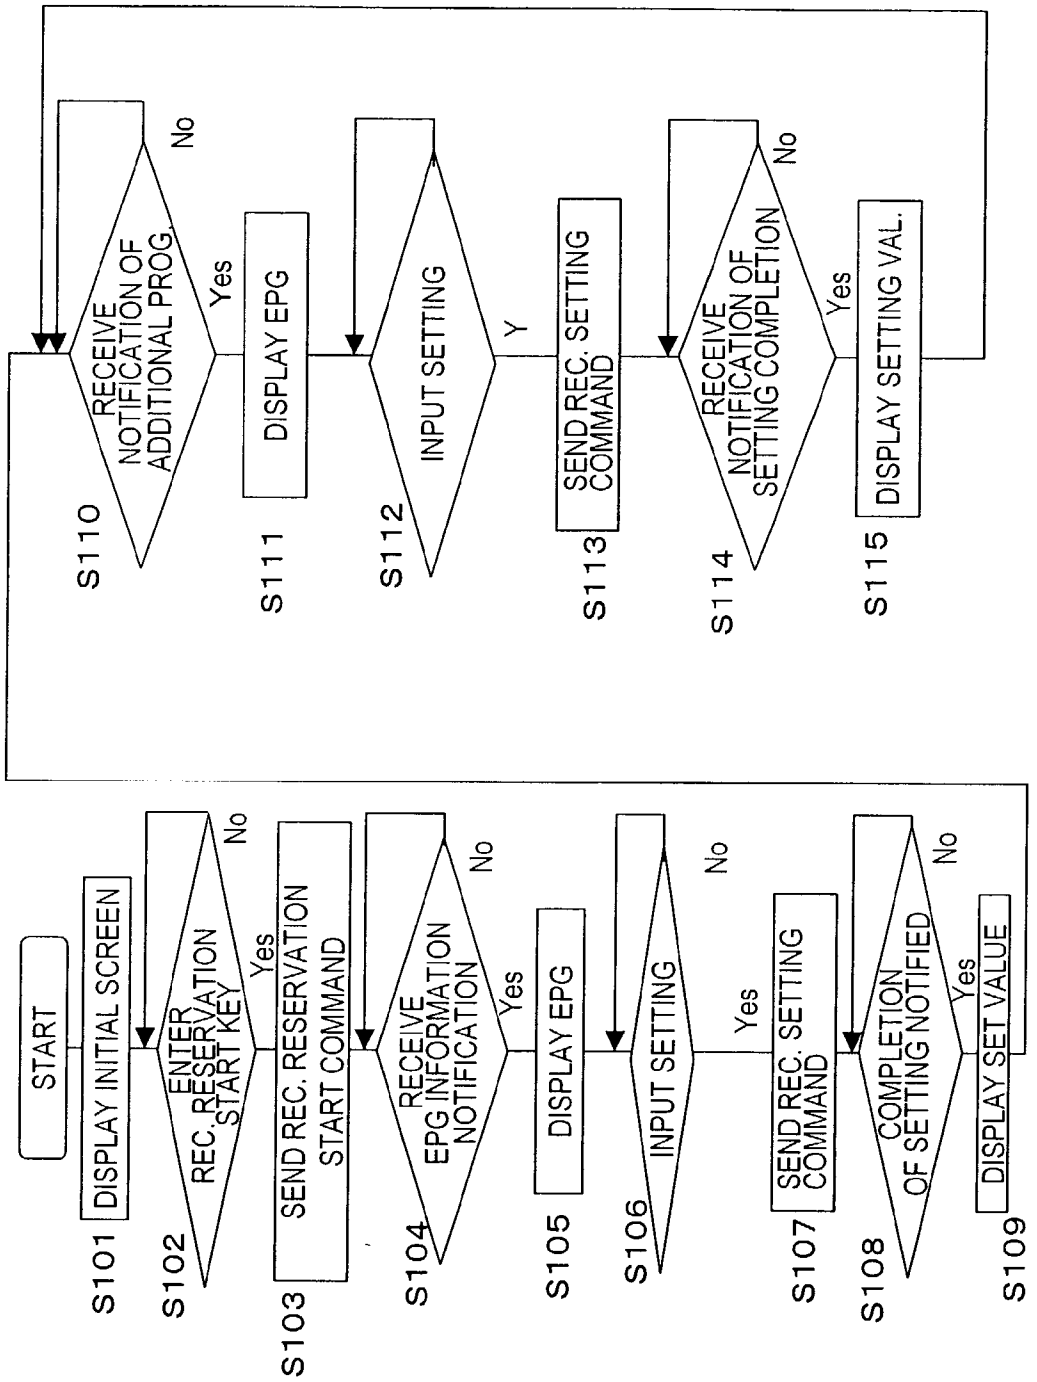 START
S101
DISPLAY INITIAL SCREEN
S102
ENTER
REC. RESERVATION
START KEY
No
Yes
S103
SEND REC. RESERVATION
START COMMAND
S104
RECEIVE
EPG INFORMATION
NOTIFICATION
No
Yes
S105
DISPLAY EPG
S106
INPUT SETTING
No
Yes
S107
SEND REC. SETTING
COMMAND
S108
COMPLETION
OF SETTING NOTIFIED
No
Yes
S109
DISPLAY SET VALUE
S110
RECEIVE
NOTIFICATION OF
ADDITIONAL PROG.
No
Yes
S111
DISPLAY EPG
S112
INPUT SETTING
Y
S113
SEND REC. SETTING
COMMAND
S114
RECEIVE
NOTIFICATION OF
SETTING COMPLETION
No
Yes
S115
DISPLAY SETTING VAL.